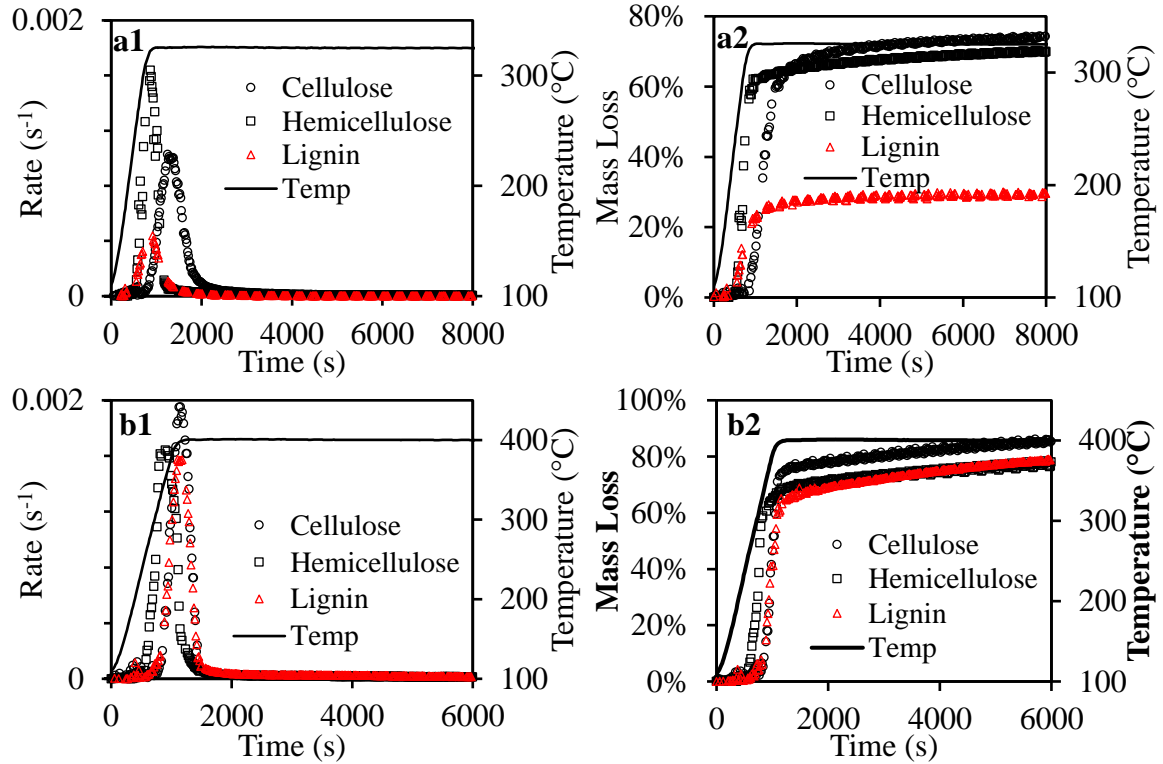 0.002
a1
Rate (s-1)
0
300
200
100
Temperature (°C)
Cellulose
Hemicellulose
Lignin
Temp
0 2000 4000 6000 8000
Time (s)
80%
60%
40%
20%
0%
a2
Mass Loss
300
200
100
Temperature (°C)
Cellulose
Hemicellulose
Lignin
Temp
0 2000 4000 6000 8000
Time (s)
0.002
b1
Rate (s-1)
0
400
300
200
100
Temperature (°C)
Cellulose
Hemicellulose
Lignin
Temp
0 2000 4000 6000
Time (s)
100%
80%
60%
40%
20%
0%
b2
Mass Loss
400
300
200
100
Temperature (°C)
Cellulose
Hemicellulose
Lignin
Temp
0 2000 4000 6000
Time (s)